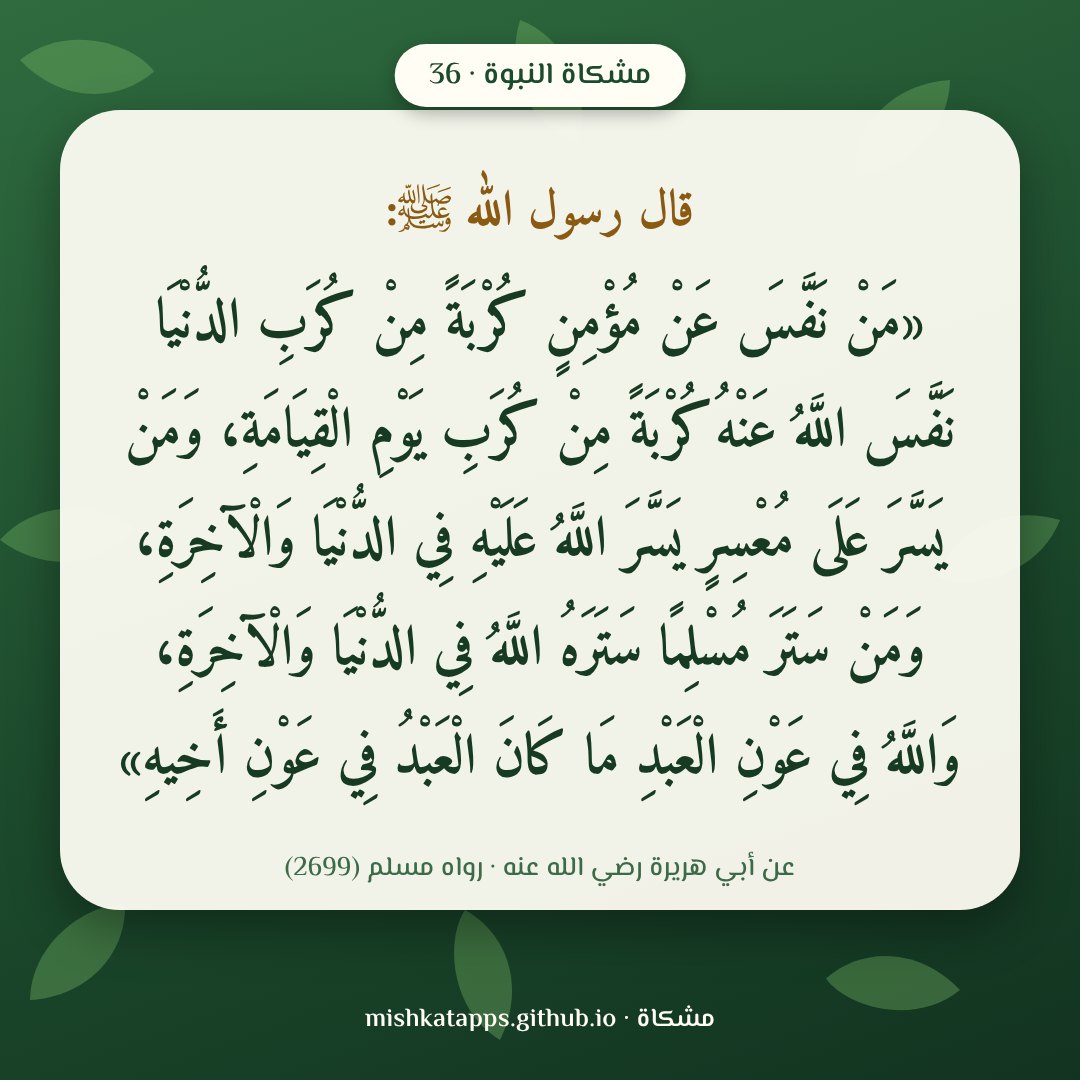 مشكاة النبوة · 36
قال رسول الله ﷺ:
«مَنْ نَفَّسَ عَنْ مُؤْمِنٍ كُرْبَةً مِنْ كُرَبِ الدُّنْيَا
نَفَّسَ اللَّهُ عَنْهُ كُرْبَةً مِنْ كُرَبِ يَوْمِ الْقِيَامَةِ، وَمَنْ
يَسَّرَ عَلَى مُعْسِرٍ يَسَّرَ اللَّهُ عَلَيْهِ فِي الدُّنْيَا وَالْآخِرَةِ،
وَمَنْ سَتَرَ مُسْلِمًا سَتَرَهُ اللَّهُ فِي الدُّنْيَا وَالْآخِرَةِ،
وَاللَّهُ فِي عَوْنِ الْعَبْدِ مَا كَانَ الْعَبْدُ فِي عَوْنِ أَخِيهِ»
عن أبي هريرة رضي الله عنه · رواه مسلم (2699)
مشكاة · mishkatapps.github.io